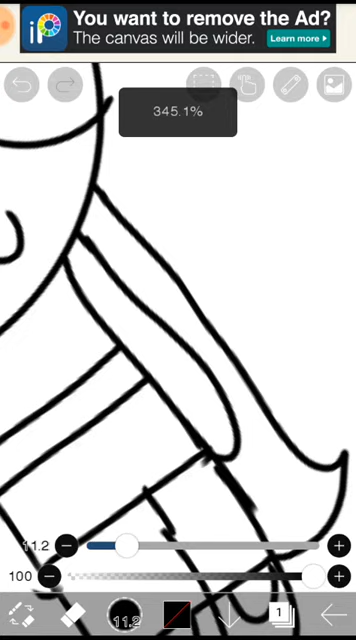 iP
You want to remove the Ad?
The canvas will be wider.
Learn more
345.1%
11.2
100
11.2
1